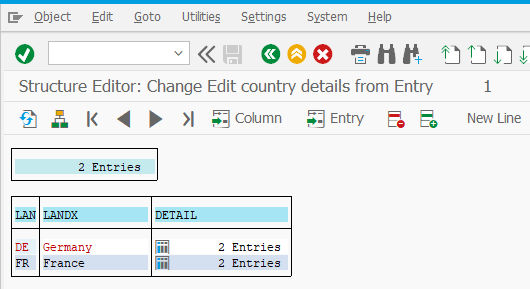 Object Edit Goto Utilities Settings System Help
Structure Editor: Change Edit country details from Entry 1
Column Entry New Line
2 Entries
LAN LANDX DETAIL
DE Germany 2 Entries
FR France 2 Entries